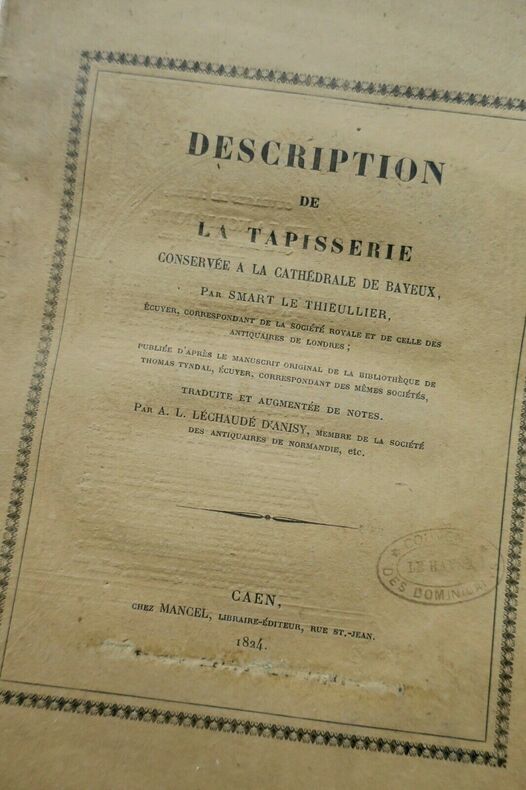 DESCRIPTION
DE
LA TAPISSERIE
CONSERVÉE A LA CATHÉDRALE DE BAYEUX,
PAR SMART LE THIEULLIER,
ÉCUYER, CORRESPONDANT DE LA SOCIÉTÉ ROYALE ET DE CELLE DES
ANTIQUAIRES DE LONDRES;
PUBLIÉE D'APRÈS LE MANUSCRIT ORIGINAL DE LA BIBLIOTHÈQUE DE
THOMAS TYNDAL, ÉCUYER, CORRESPONDANT DES MÊMES SOCIÉTÉS,
TRADUITE ET AUGMENTÉE DE NOTES.
PAR A. L. LÉCHAUDÉ D'ANISY, MEMBRE DE LA SOCIÉTÉ
DES ANTIQUAIRES DE NORMANDIE, etc.
LE HAVRE
DES DOMINICAINS
CAEN,
CHEZ MANCEL, LIBRAIRE-ÉDITEUR, RUE ST.-JEAN.
1824.